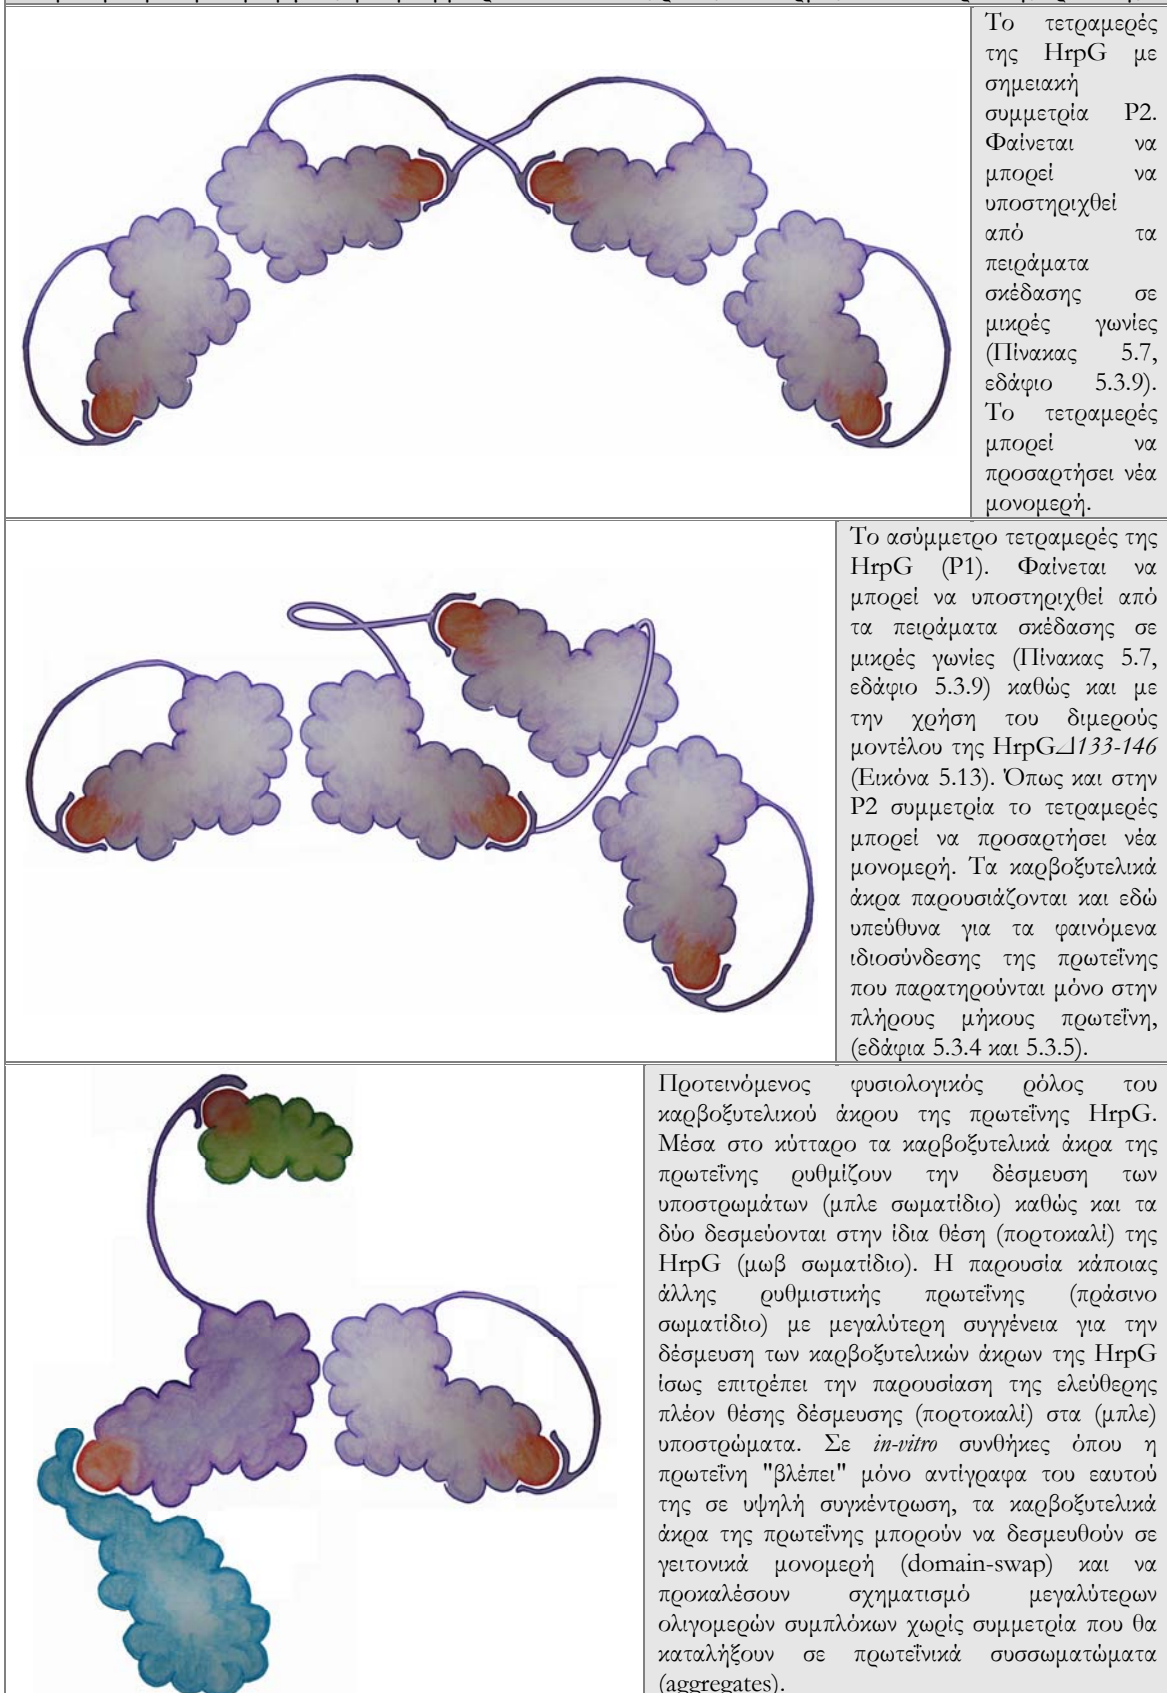 Το τετραμερές
της HrpG με
σημειακή
συμμετρία P2.
Φαίνεται να
μπορεί να
υποστηριχθεί
από τα
πειράματα
σκέδασης σε
μικρές γωνίες
(Πίνακας 5.7,
εδάφιο 5.3.9).
Το τετραμερές
μπορεί να
προσαρτήσει νέα
μονομερή.
Το ασύμμετρο τετραμερές της
HrpG (P1). Φαίνεται να
μπορεί να υποστηριχθεί από
τα πειράματα σκέδασης σε
μικρές γωνίες (Πίνακας 5.7,
εδάφιο 5.3.9) καθώς και με
την χρήση του διμερούς
μοντέλου της HrpG⊿133-146
(Εικόνα 5.13). Όπως και στην
P2 συμμετρία το τετραμερές
μπορεί να προσαρτήσει νέα
μονομερή. Τα καρβοξυτελικά
άκρα παρουσιάζονται και εδώ
υπεύθυνα για τα φαινόμενα
ιδιοσύνδεσης της πρωτεΐνης
που παρατηρούνται μόνο στην
πλήρους μήκους πρωτεΐνη,
(εδάφια 5.3.4 και 5.3.5).
Προτεινόμενος φυσιολογικός ρόλος του
καρβοξυτελικού άκρου της πρωτεΐνης HrpG.
Μέσα στο κύτταρο τα καρβοξυτελικά άκρα της
πρωτεΐνης ρυθμίζουν την δέσμευση των
υποστρωμάτων (μπλε σωματίδιο) καθώς και τα
δύο δεσμεύονται στην ίδια θέση (πορτοκαλί) της
HrpG (μωβ σωματίδιο). Η παρουσία κάποιας
άλλης ρυθμιστικής πρωτεΐνης (πράσινο
σωματίδιο) με μεγαλύτερη συγγένεια για την
δέσμευση των καρβοξυτελικών άκρων της HrpG
ίσως επιτρέπει την παρουσίαση της ελεύθερης
πλέον θέσης δέσμευσης (πορτοκαλί) στα (μπλε)
υποστρώματα. Σε in-vitro συνθήκες όπου η
πρωτεΐνη "βλέπει" μόνο αντίγραφα του εαυτού
της σε υψηλή συγκέντρωση, τα καρβοξυτελικά
άκρα της πρωτεΐνης μπορούν να δεσμευθούν σε
γειτονικά μονομερή (domain-swap) και να
προκαλέσουν σχηματισμό μεγαλύτερων
ολιγομερών συμπλόκων χωρίς συμμετρία που θα
καταλήξουν σε πρωτεΐνικά συσσωματώματα
(aggregates).